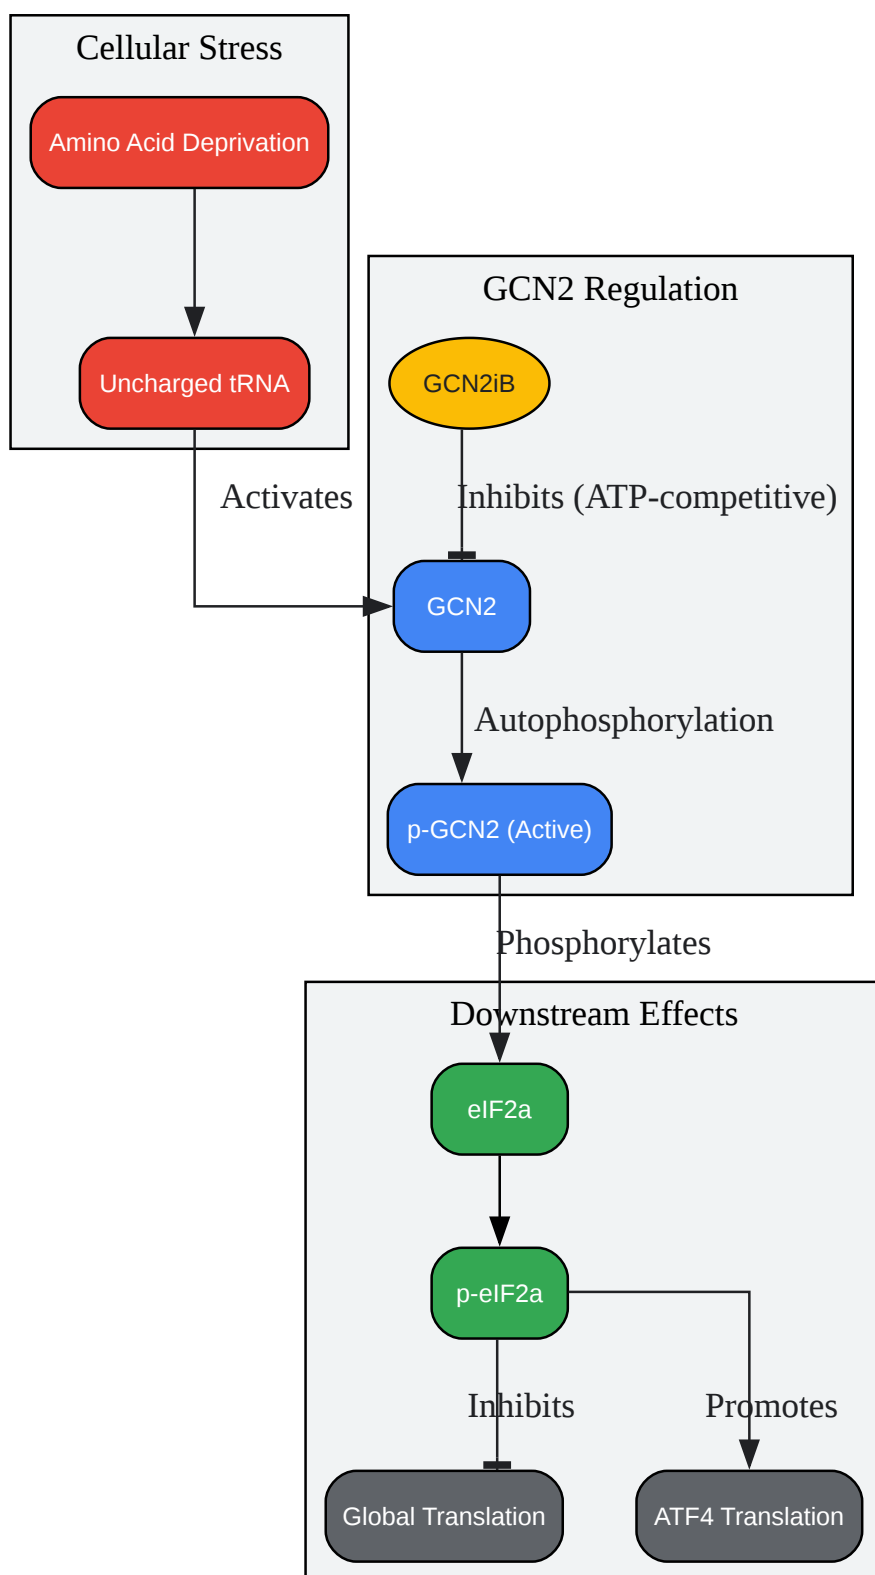 Cellular Stress
Amino Acid Deprivation
GCN2 Regulation
Uncharged tRNA
GCN2iB
Activates
Inhibits (ATP-competitive)
GCN2
Autophosphorylation
p-GCN2 (Active)
Phosphorylates
Downstream Effects
eIF2a
p-eIF2a
Inhibits
Promotes
Global Translation
ATF4 Translation